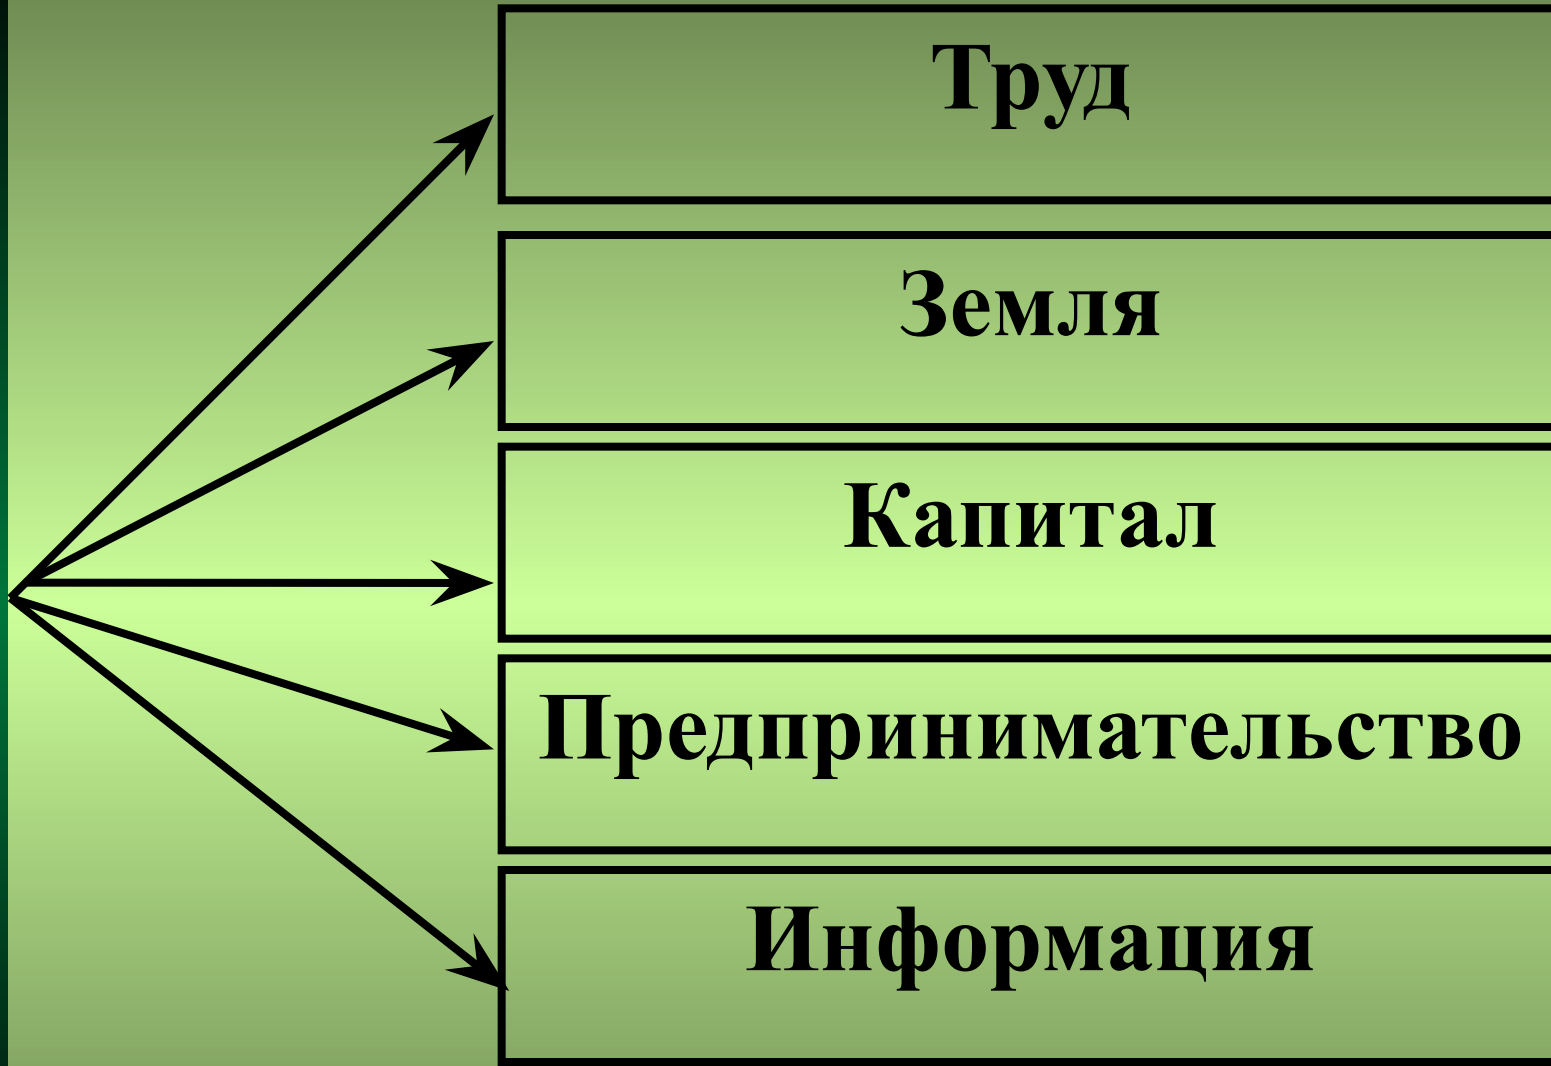 Труд
Земля
Капитал
Предпринимательство
Информация